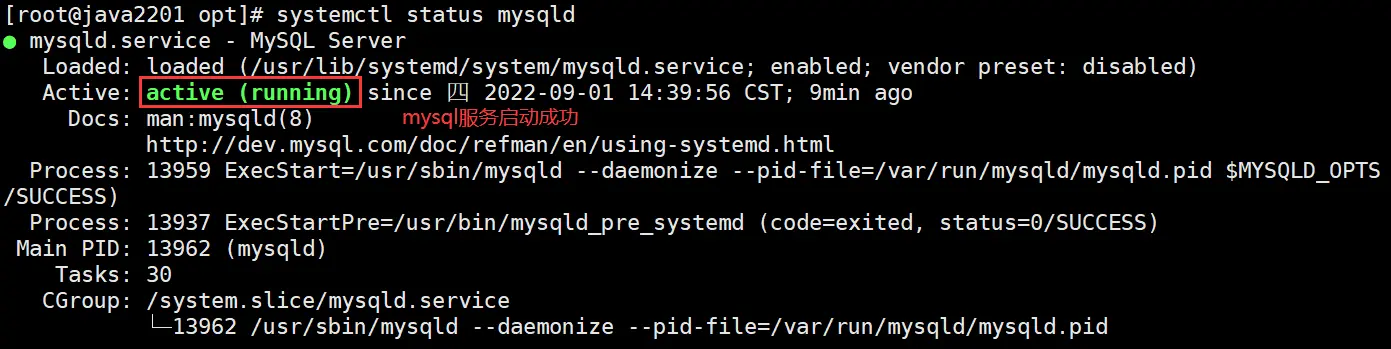 [root@java2201 opt]# systemctl status mysqld
● mysqld.service - MySQL Server
Loaded: loaded (/usr/lib/systemd/system/mysqld.service; enabled; vendor preset: disabled)
Active: active (running) since 四 2022-09-01 14:39:56 CST; 9min ago
Docs: man:mysqld(8)
mysql服务启动成功
http://dev.mysql.com/doc/refman/en/using-systemd.html
Process: 13959 ExecStart=/usr/sbin/mysqld --daemonize --pid-file=/var/run/mysqld/mysqld.pid $MYSQLD_OPTS
/SUCCESS)
Process: 13937 ExecStartPre=/usr/bin/mysqld_pre_systemd (code=exited, status=0/SUCCESS)
Main PID: 13962 (mysqld)
Tasks: 30
CGroup: /system.slice/mysqld.service
└─13962 /usr/sbin/mysqld --daemonize --pid-file=/var/run/mysqld/mysqld.pid